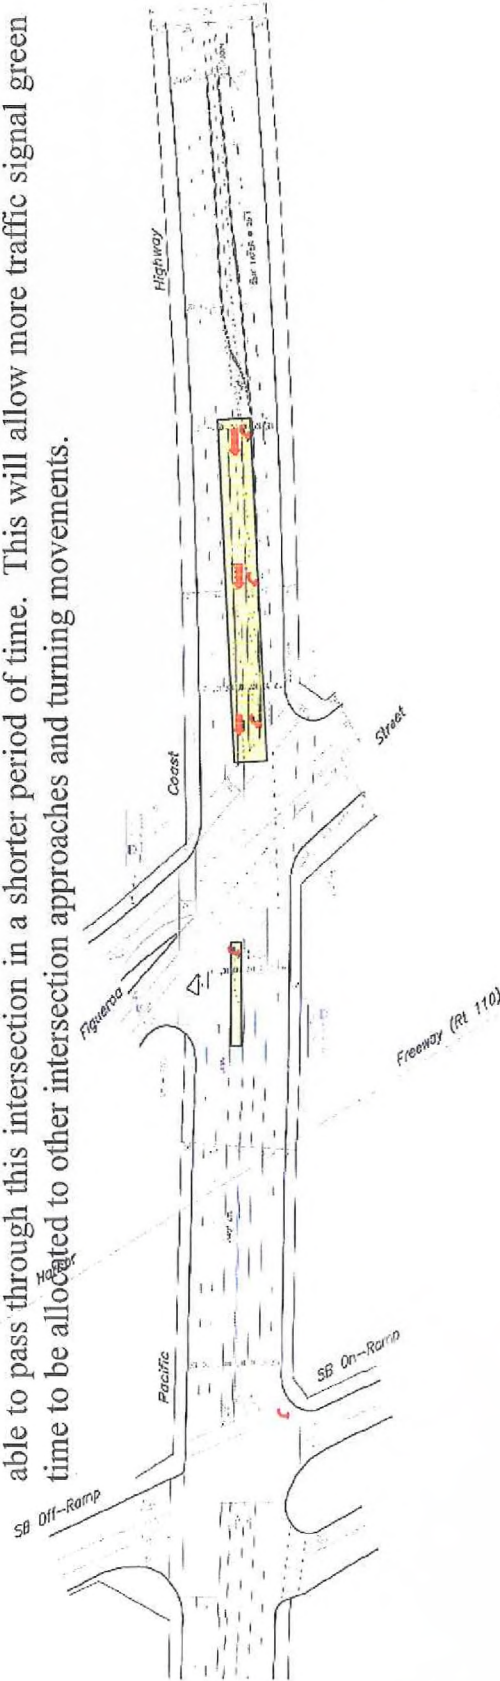 able to pass through this intersection in a shorter period of time. This will allow more traffic signal green
time to be allocated to other intersection approaches and turning movements.
SB Off-Ramp
Pacific
Harbor
Figueroa
Coast
Highway
SB On-Ramp
Freeway (Rt 110)
Street